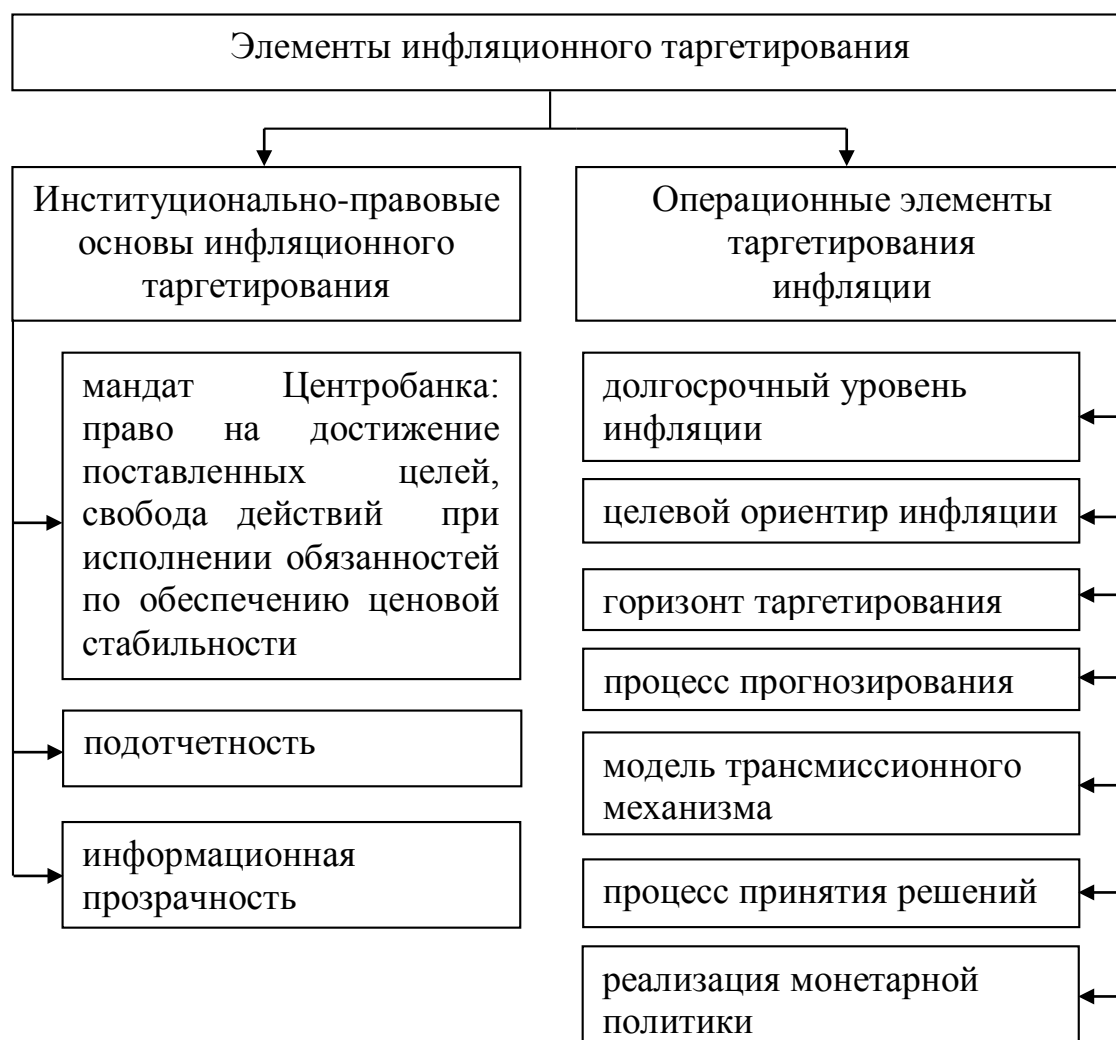 Элементы инфляционного таргетирования
Институционально-правовые
основы инфляционного
таргетирования
мандат Центробанка:
право на достижение
поставленных целей,
свобода действий при
исполнении обязанностей
по обеспечению ценовой
стабильности
подотчетность
информационная
прозрачность
Операционные элементы
таргетирования
инфляции
долгосрочный уровень
инфляции
целевой ориентир инфляции
горизонт таргетирования
процесс прогнозирования
модель трансмиссионного
механизма
процесс принятия решений
реализация монетарной
политики